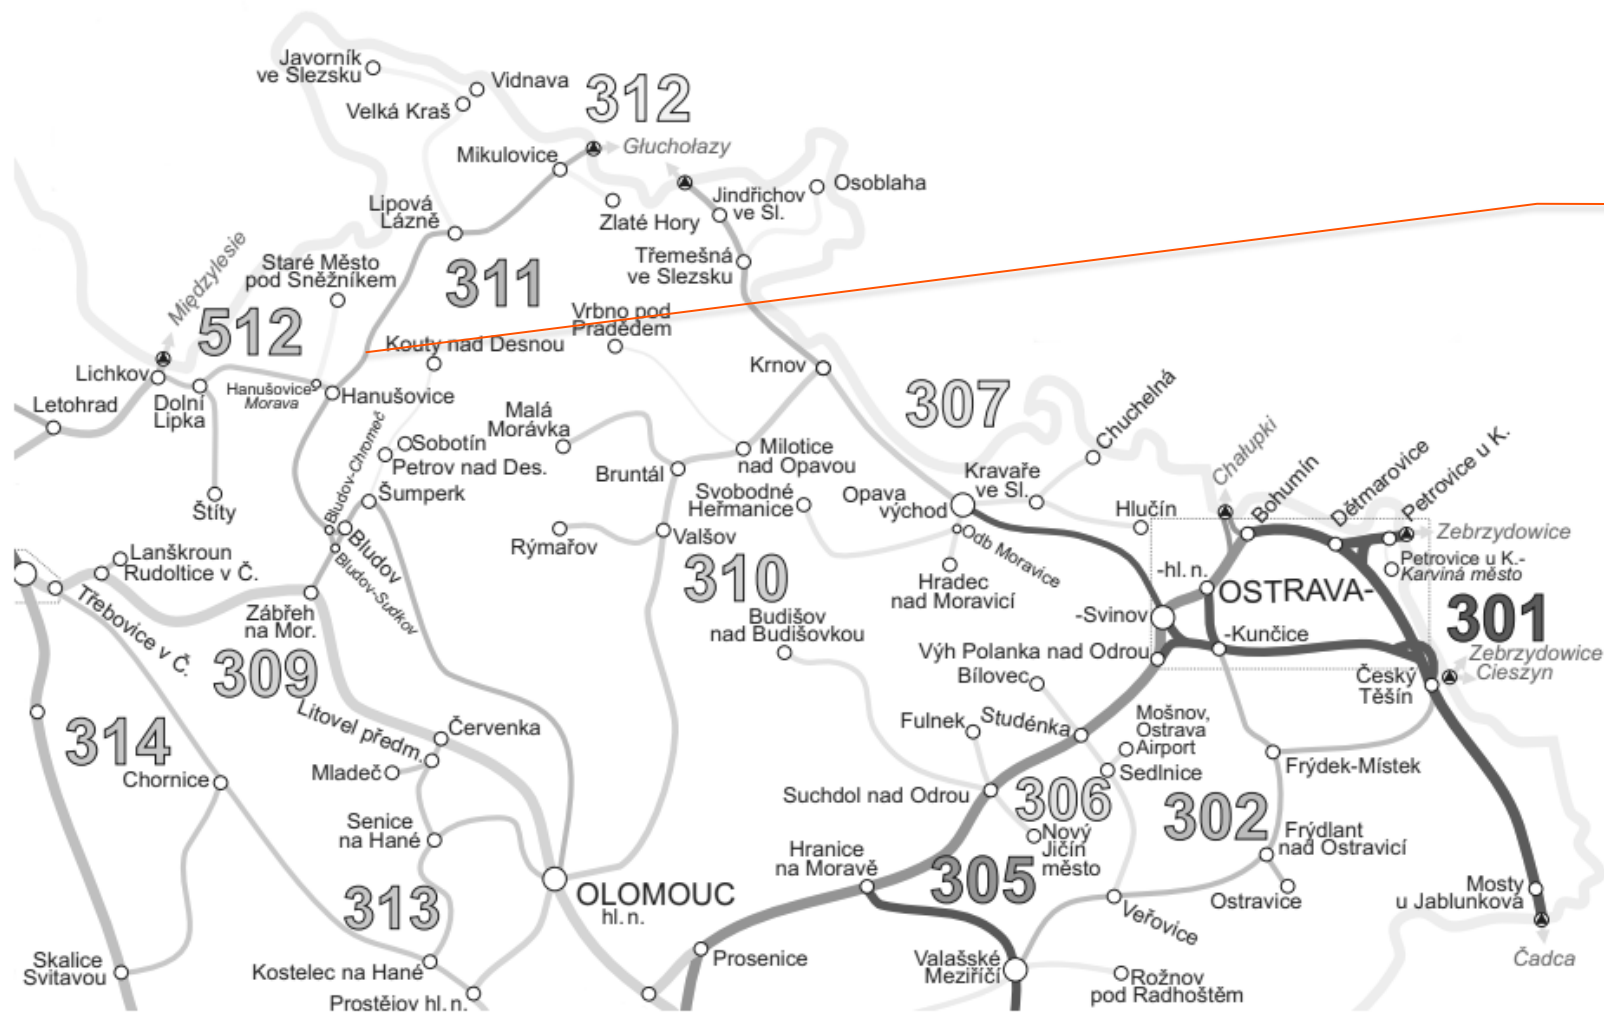 Javorník
ve Slezsku
Vidnava
Velká Kraš
312
Głuchołazy
Mikulovice
Zlaté Hory
Jindřichov
ve Sl.
Osoblaha
Lipová
Lázně
Třemešná
ve Slezsku
Międzylesie
Staré Město
pod Sněžníkem
311
512
Vrbno pod
Pradědem
Kouty nad Desnou
Lichkov
Dolní
Lipka
Hanušovice-
Morava
Hanušovice
Letohrad
Krnov
307
Malá
Morávka
Milotice
nad Opavou
Bruntál
Chuchelná
Chałupki
Bohumín
Dětmarovice
Petrovice u K.
Bludov-Chromeč
Sobotín
Petrov nad Des.
Šumperk
Štíty
Svobodné
Heřmanice
Opava
východ
Kravaře
ve Sl.
Hlučín
Zebrzydowice
Petrovice u K.-
Karviná město
Lanškroun
Rudoltice v Č.
Bludov
Bludov-Sudkov
Rýmařov
Valšov
310
Odb Moravice
Hradec
nad Moravicí
-hl. n.
OSTRAVA-
301
-Svinov
-Kunčice
Třebovice v Č.
Zábřeh
na Mor.
309
Budišov
nad Budišovkou
Výh Polanka nad Odrou
Bílovec
Zebrzydowice
Cieszyn
Český
Těšín
314
Chornice
Litovel předm.
Červenka
Mladeč
Fulnek
Studénka
Mošnov,
Ostrava
Airport
Sedlnice
Frýdek-Místek
Suchdol nad Odrou
306
302
Senice
na Hané
Nový
Jičín
město
Frýdlant
nad Ostravicí
Hranice
na Moravě
305
Ostravice
Mosty
u Jablunkova
313
OLOMOUC
hl. n.
Veřovice
Skalice
Svitavou
Kostelec na Hané
Prostějov hl. n.
Prosenice
Valašské
Meziříčí
Rožnov
pod Radhoštěm
Čadca